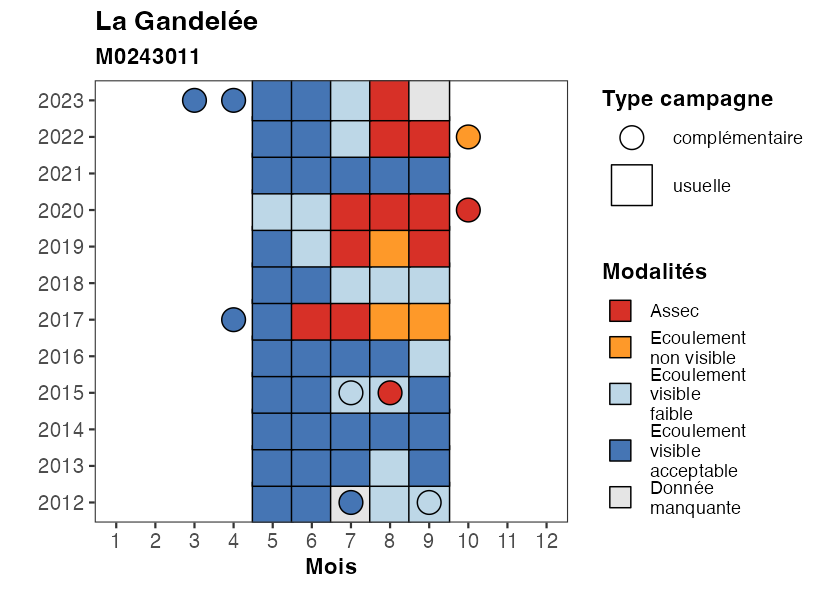 La Gandelée
M0243011
2023
2022
2021
2020
2019
2018
2017
2016
2015
2014
2013
2012
1 2 3 4 5 6 7 8 9 10 11 12
Mois
Type campagne
complémentaire
usuelle
Modalités
Assec
Ecoulement
non visible
Ecoulement
visible
faible
Ecoulement
visible
acceptable
Donnée
manquante